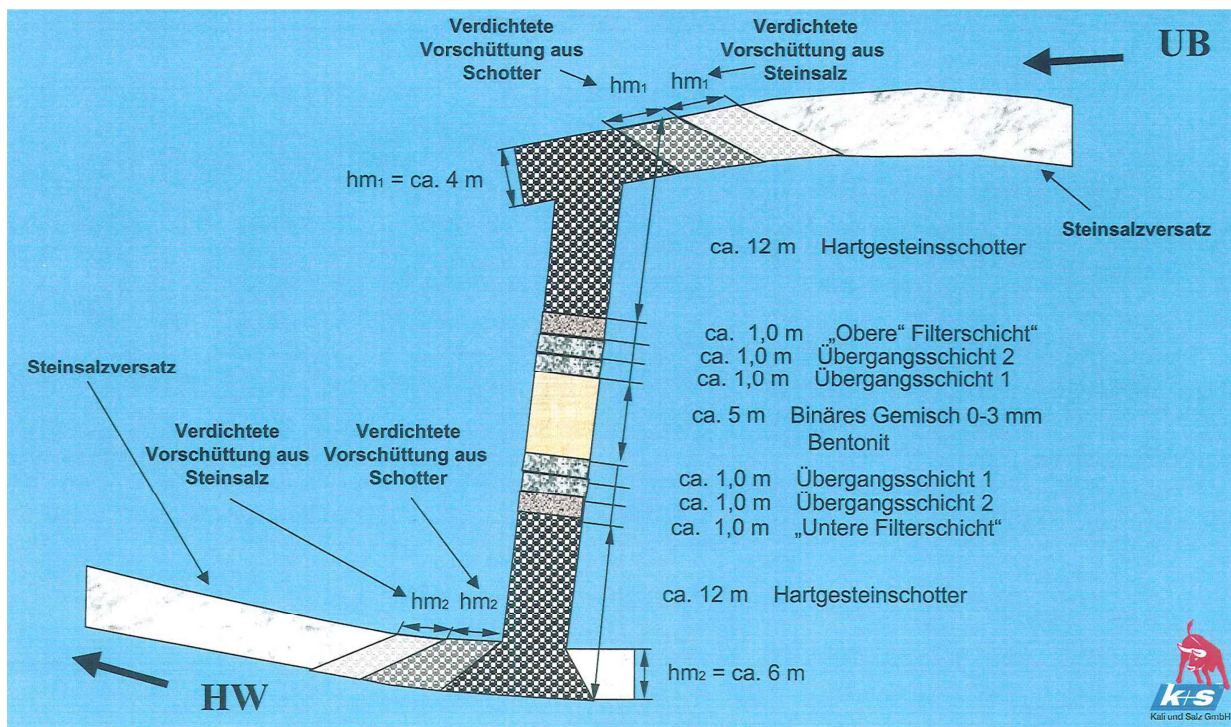 Verdichtete
Vorschüttung aus
Schotter
Verdichtete
Vorschüttung aus
Steinsalz
UB
hm₁
hm₁
hm₁ = ca. 4 m
Steinsalzversatz
ca. 12 m Hartgesteinsschotter
ca. 1,0 m „Obere“ Filterschicht“
ca. 1,0 m Übergangsschicht 2
ca. 1,0 m Übergangsschicht 1
ca. 5 m Binäres Gemisch 0-3 mm
Bentonit
ca. 1,0 m Übergangsschicht 1
ca. 1,0 m Übergangsschicht 2
ca. 1,0 m „Untere Filterschicht“
ca. 12 m Hartgesteinschotter
Steinsalzversatz
Verdichtete
Vorschüttung aus
Steinsalz
Verdichtete
Vorschüttung aus
Schotter
hm₂
hm₂
hm₂ = ca. 6 m
HW
k+s
Kali und Salz GmbH